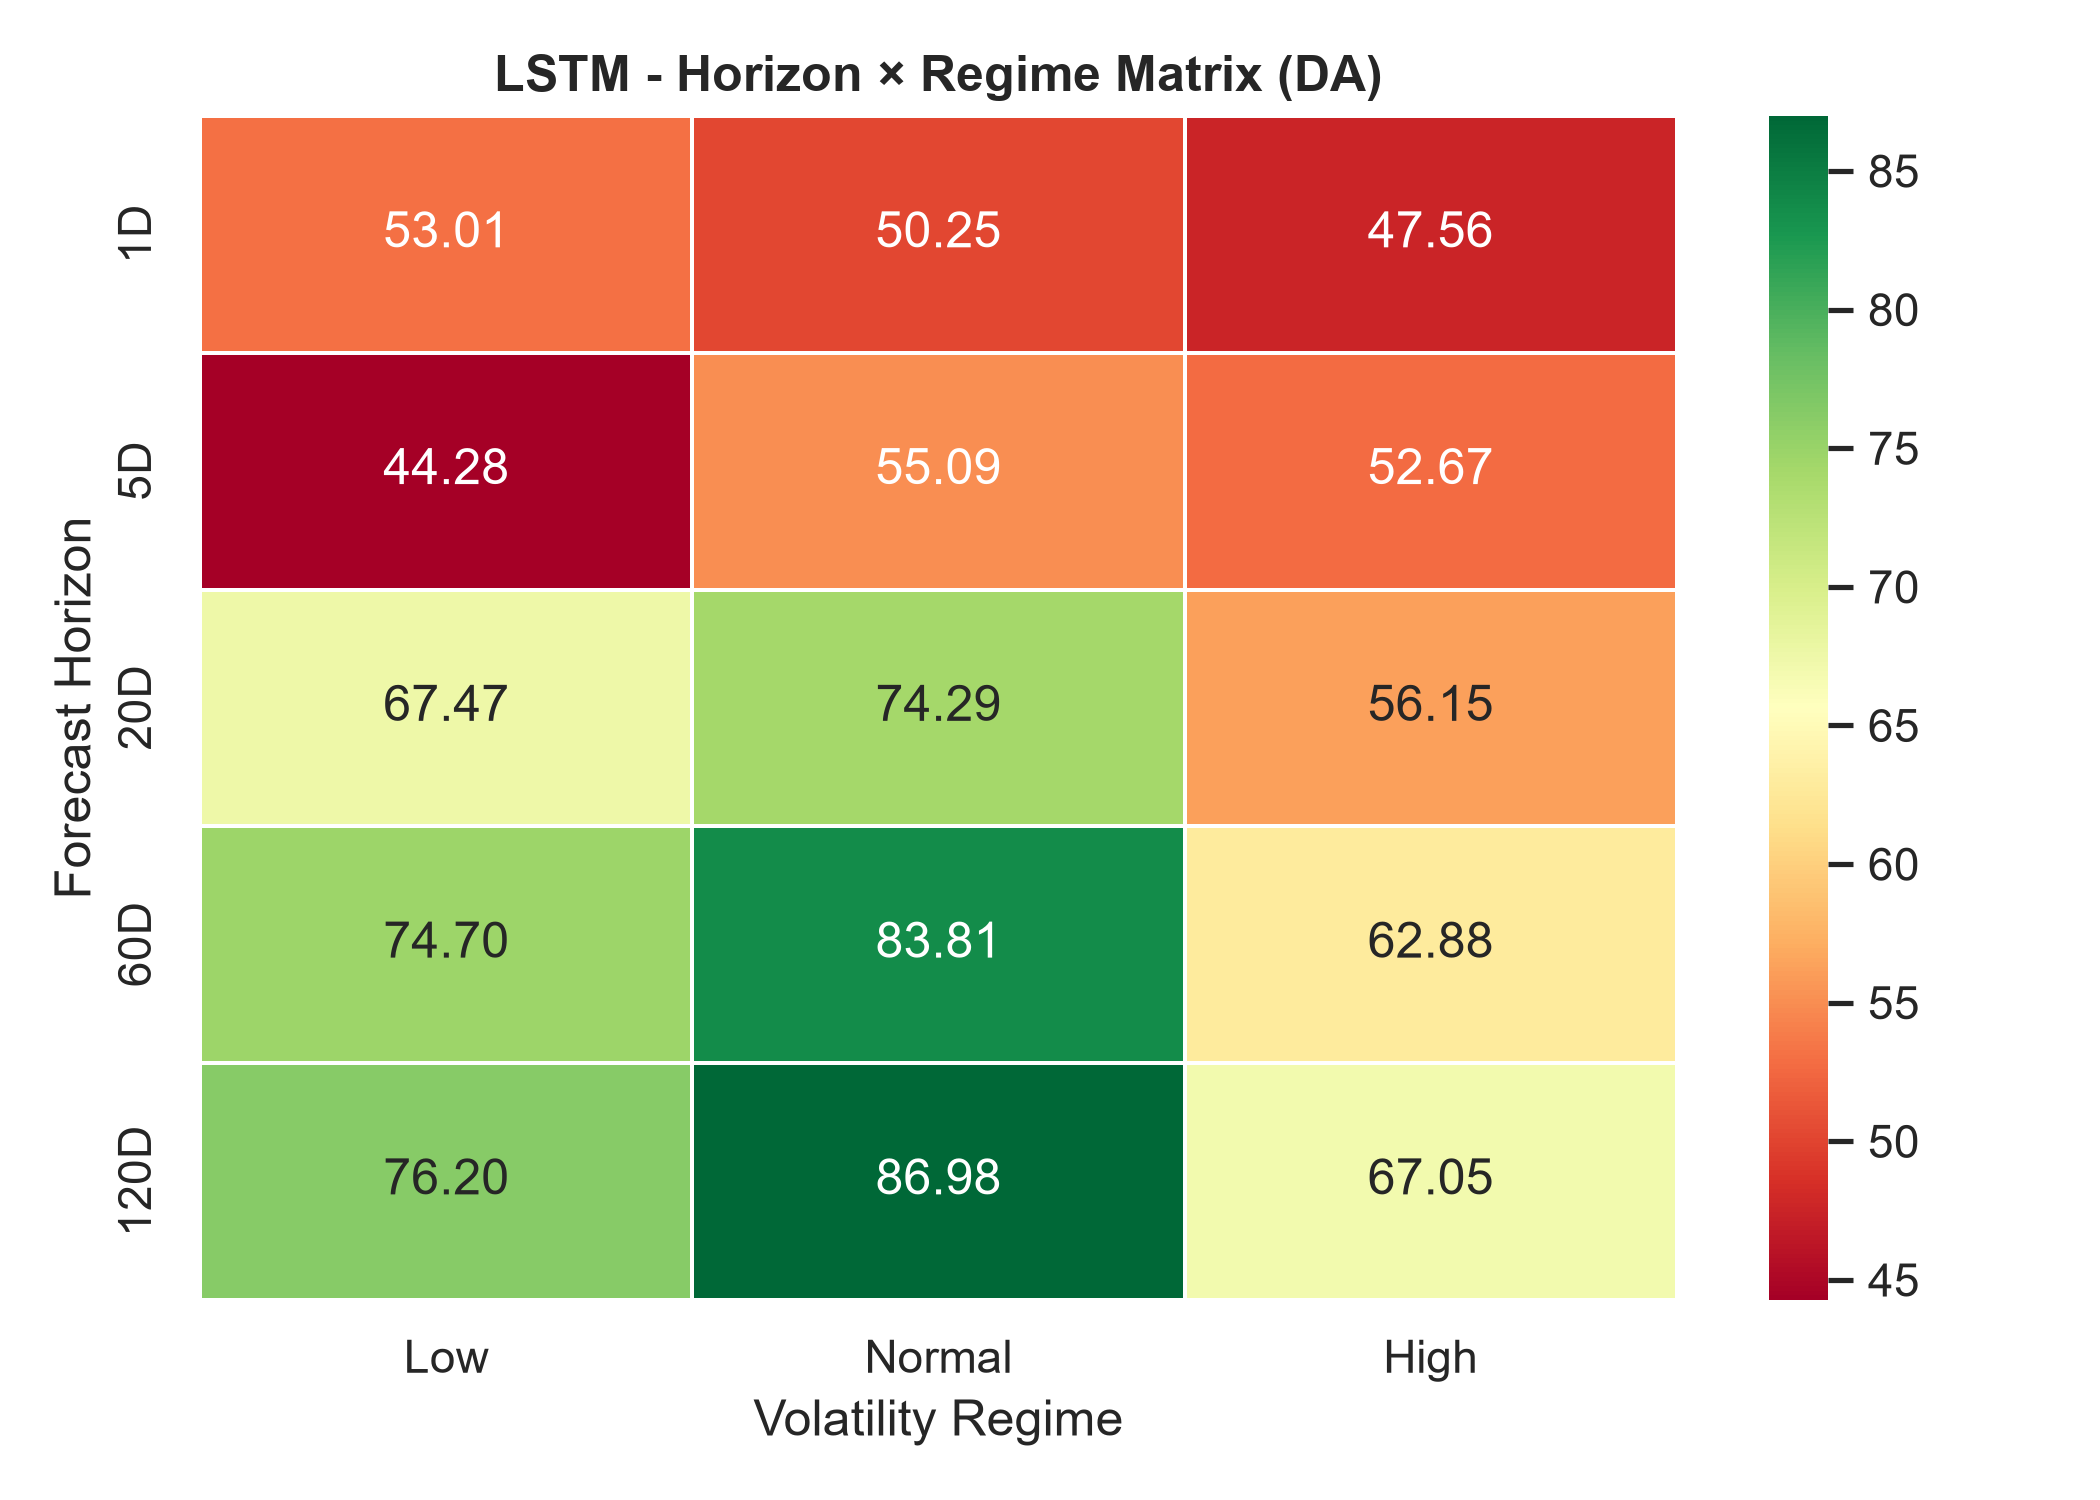 LSTM - Horizon × Regime Matrix (DA)
Forecast Horizon
1D 53.01 50.25 47.56
5D 44.28 55.09 52.67
20D 67.47 74.29 56.15
60D 74.70 83.81 62.88
120D 76.20 86.98 67.05
Low Normal High
Volatility Regime
85
80
75
70
65
60
55
50
45